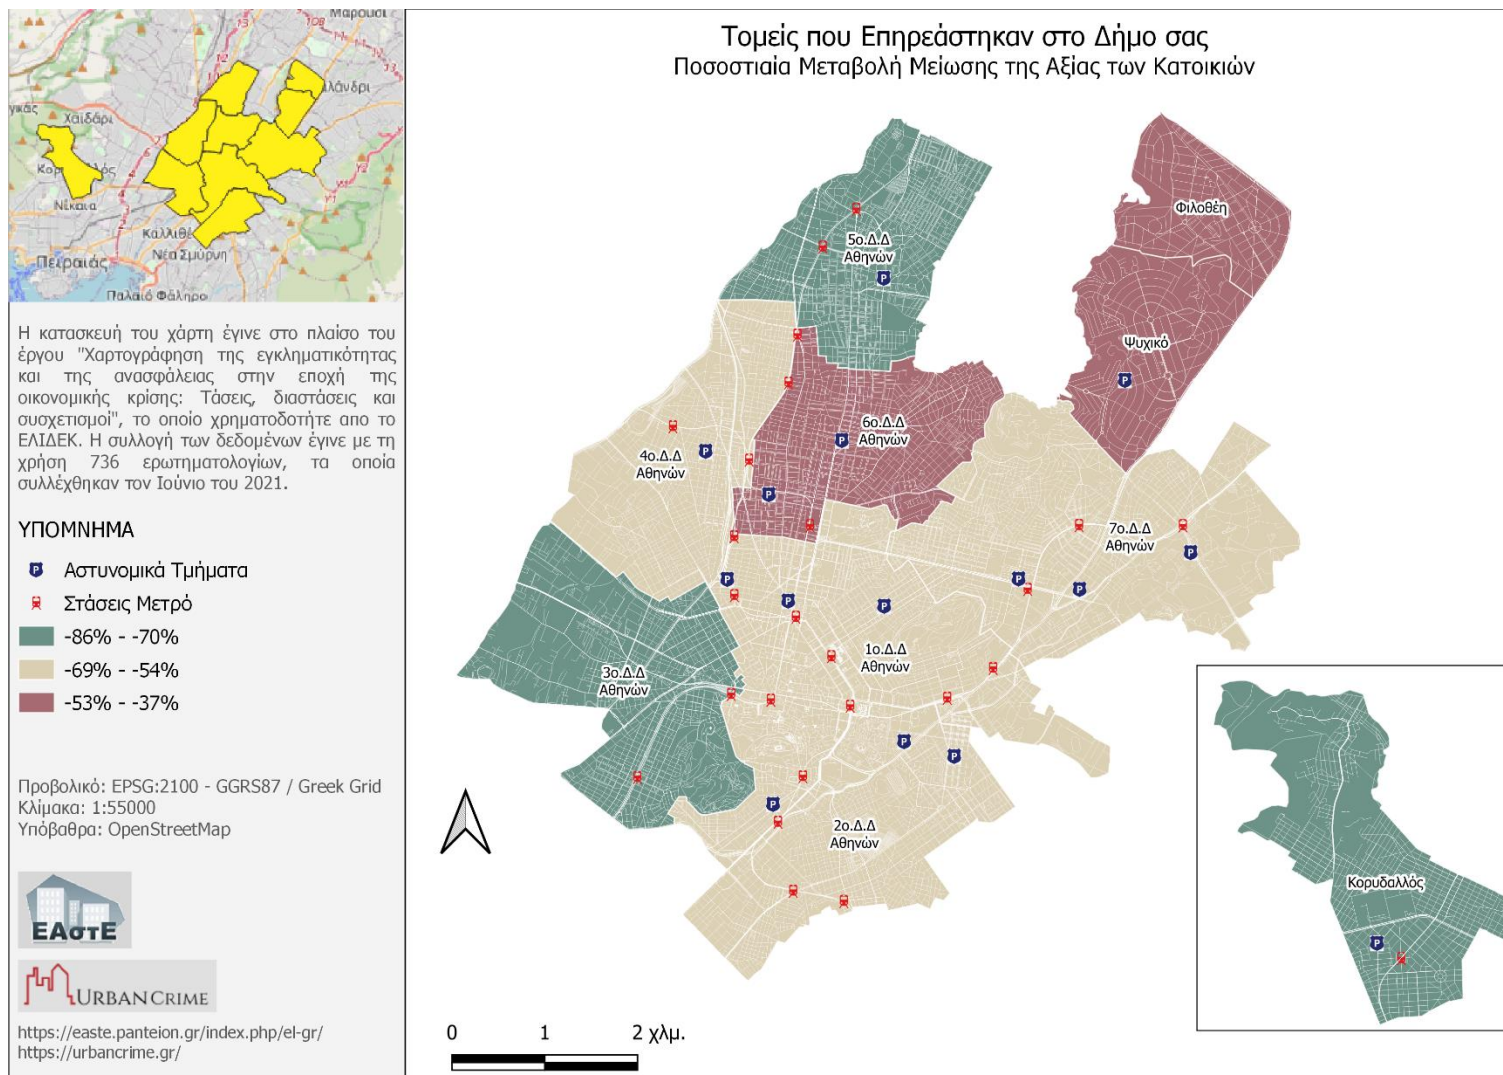 Τομείς που Επηρεάστηκαν στο Δήμο σας
Ποσοστιαία Μεταβολή Μείωσης της Αξίας των Κατοικιών
Μαρούσι
Χαϊδάρι
Νίκαια
Πειραιάς
Νέα Σμύρνη
Παλαιό Φάληρο
Η κατασκευή του χάρτη έγινε στο πλαίσο του
έργου "Χαρτογράφηση της εγκληματικότητας
και της ανασφάλειας στην εποχή της
οικονομικής κρίσης: Τάσεις, διαστάσεις και
συσχετισμοί", το οποίο χρηματοδοτήτε απο το
ΕΛΙΔΕΚ. Η συλλογή των δεδομένων έγινε με τη
χρήση 736 ερωτηματολογίων, τα οποία
συλλέχθηκαν τον Ιούνιο του 2021.
ΥΠΟΜΝΗΜΑ
Αστυνομικά Τμήματα
Στάσεις Μετρό
-86% - -70%
-69% - -54%
-53% - -37%
Προβολικό: EPSG:2100 - GGRS87 / Greek Grid
Κλίμακα: 1:55000
Υπόβαθρα: OpenStreetMap
ΕΑστΕ
URBANCRIME
https://easte.panteion.gr/index.php/el-gr/
https://urbancrime.gr/
Φιλοθέη
5ο.Δ.Δ
Αθηνών
Ψυχικό
6ο.Δ.Δ
Αθηνών
4ο.Δ.Δ
Αθηνών
7ο.Δ.Δ
Αθηνών
1ο.Δ.Δ
Αθηνών
3ο.Δ.Δ
Αθηνών
2ο.Δ.Δ
Αθηνών
Κορυδαλλός
0 1 2 χλμ.